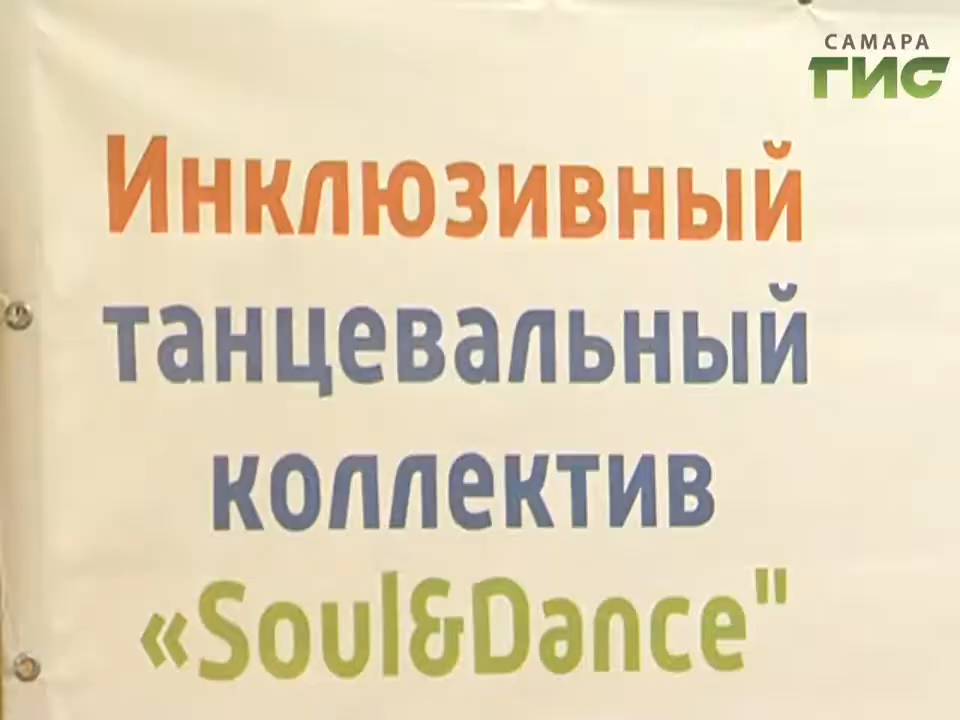 САМАРА
ГИС
Инклюзивный
танцевальный
коллектив
«Soul&Dance"